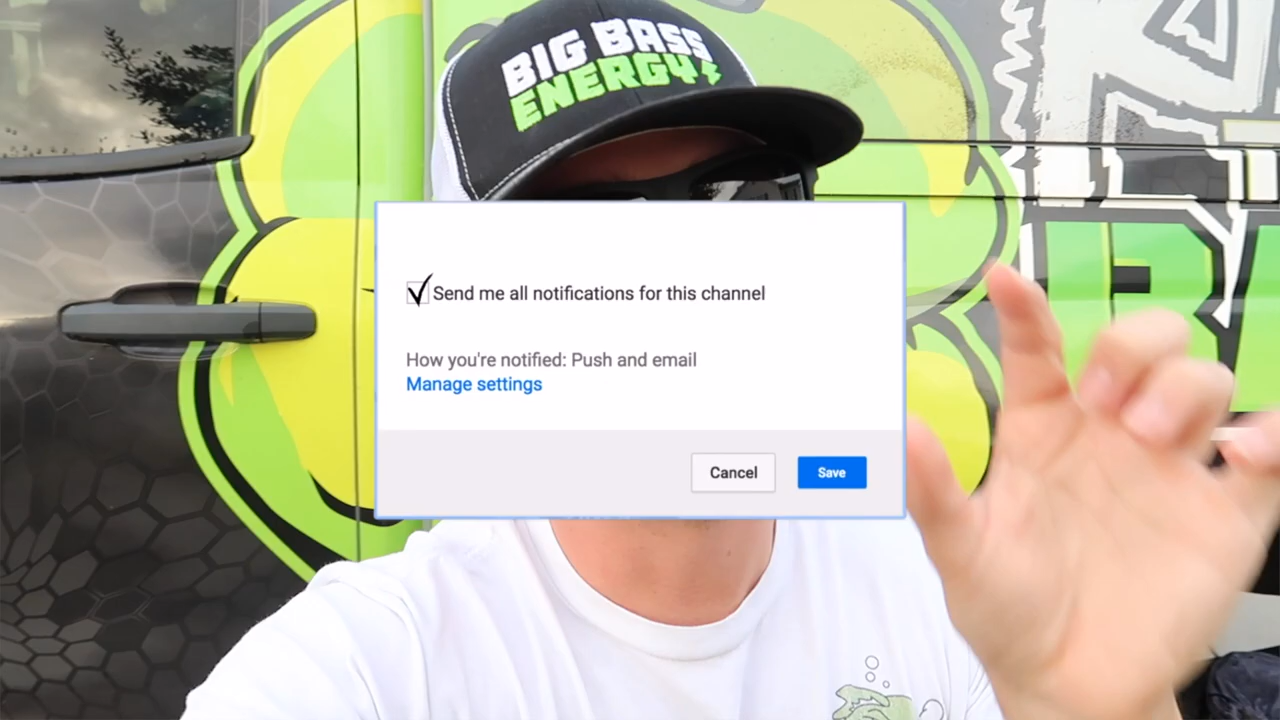 BIG BASS
ENERGY
Send me all notifications for this channel
How you're notified: Push and email
Manage settings
Cancel
Save